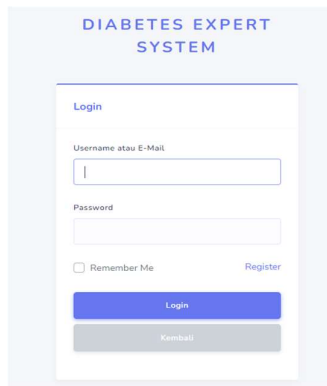 DIABETES EXPERT
SYSTEM
Login
Username atau E-Mail
Password
Remember Me
Register
Login
Kembali